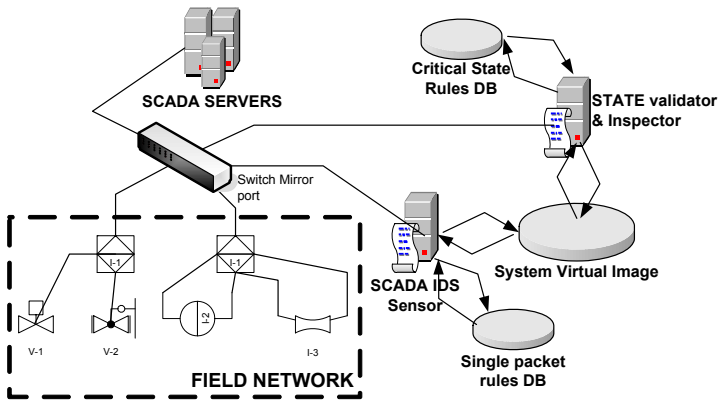 SCADA SERVERS
Critical State
Rules DB
STATE validator
& Inspector
Switch Mirror
port
I-1
I-1
SCADA IDS
Sensor
System Virtual Image
I-2
V-1
V-2
I-3
Single packet
rules DB
FIELD NETWORK